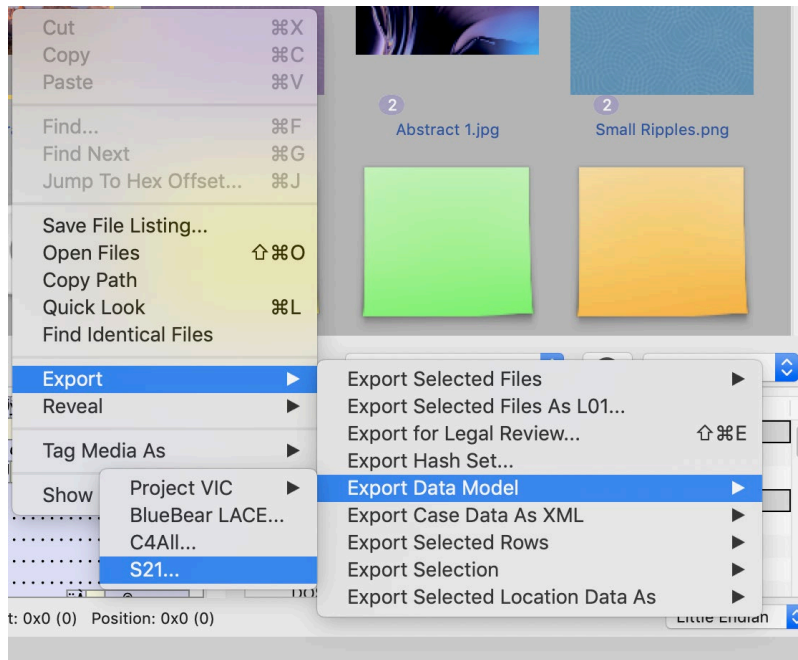 Cut ⌘X
Copy ⌘C
Paste ⌘V
Find... ⌘F
Find Next ⌘G
Jump To Hex Offset... ⌘J
Save File Listing...
Open Files ⇧⌘O
Copy Path
Quick Look ⌘L
Find Identical Files
Export
Reveal
Tag Media As
Show
2
Abstract 1.jpg
2
Small Ripples.png
Export Selected Files
Export Selected Files As L01...
Export for Legal Review... ⇧⌘E
Export Hash Set...
Export Data Model
Export Case Data As XML
Export Selected Rows
Export Selection
Export Selected Location Data As
Project VIC
BlueBear LACE...
C4All...
S21...
t: 0x0 (0) Position: 0x0 (0)
Little Endian